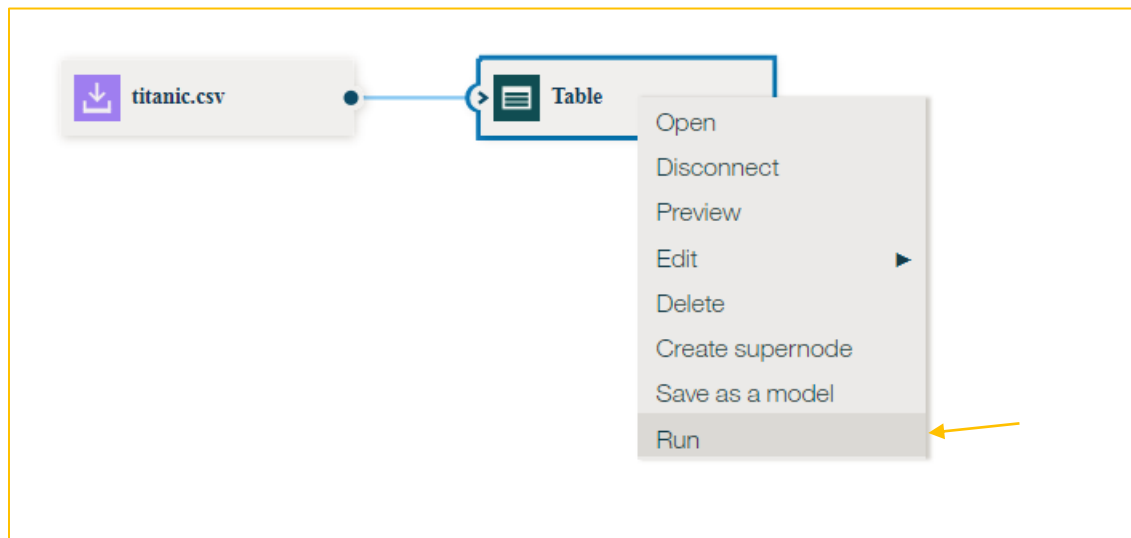 titanic.csv
Table
Open
Disconnect
Preview
Edit
Delete
Create supernode
Save as a model
Run